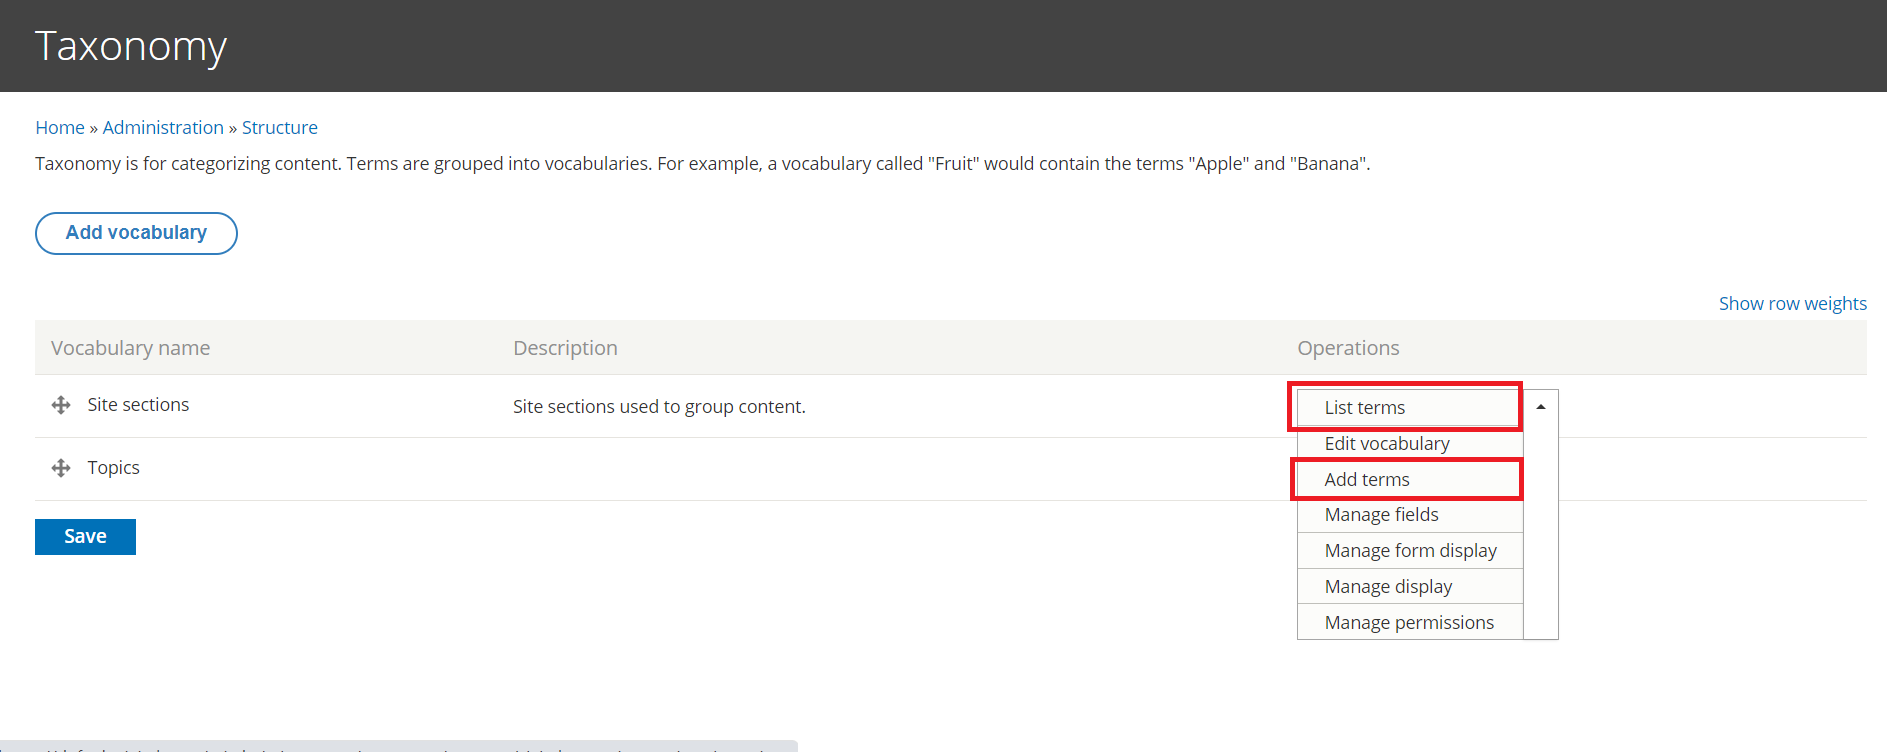 Taxonomy
Home » Administration » Structure
Taxonomy is for categorizing content. Terms are grouped into vocabularies. For example, a vocabulary called "Fruit" would contain the terms "Apple" and "Banana".
Add vocabulary
Show row weights
Vocabulary name Description Operations
Site sections Site sections used to group content. List terms
Edit vocabulary
Topics
Add terms
Manage fields
Save
Manage form display
Manage display
Manage permissions